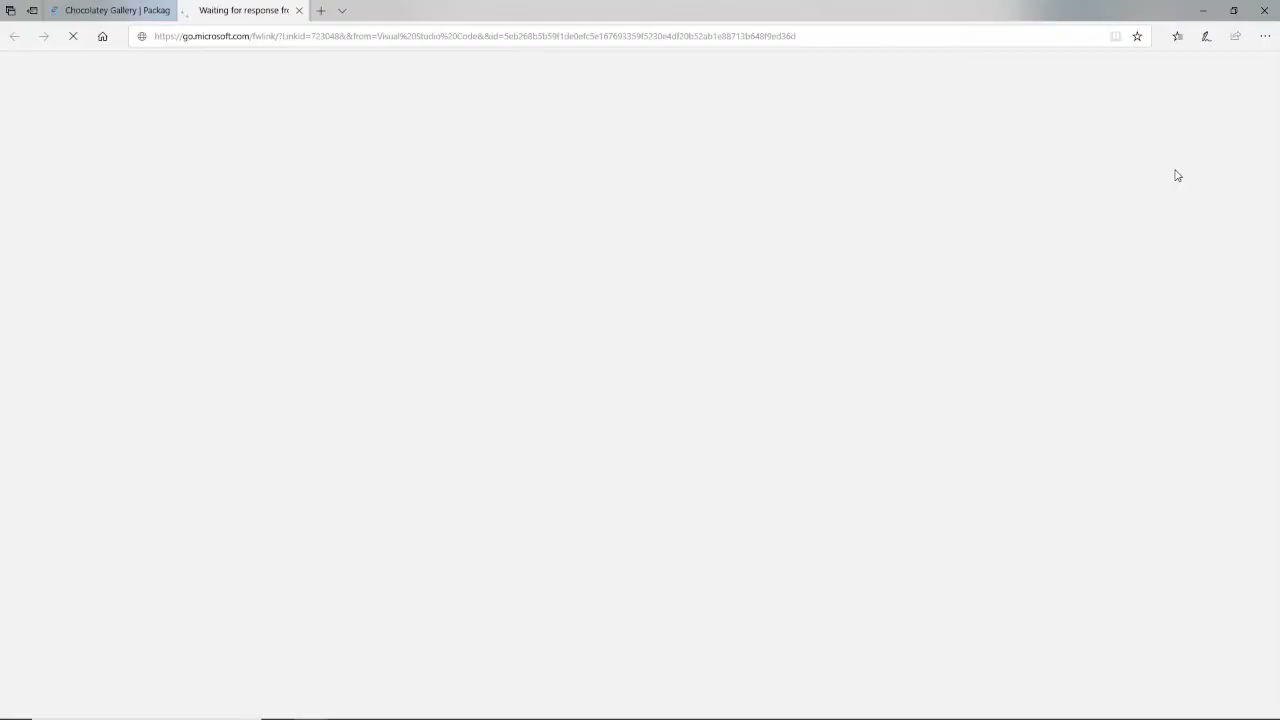 Chocolatey Gallery | Packag
Waiting for response fro
https://go.microsoft.com/fwlink/?LinkId=723048&&from=Visual%20Studio%20Code&&id=5eb268b5b59f1de0efc5e167693359f5230e4df20b52ab1e88713b648f9ed36d